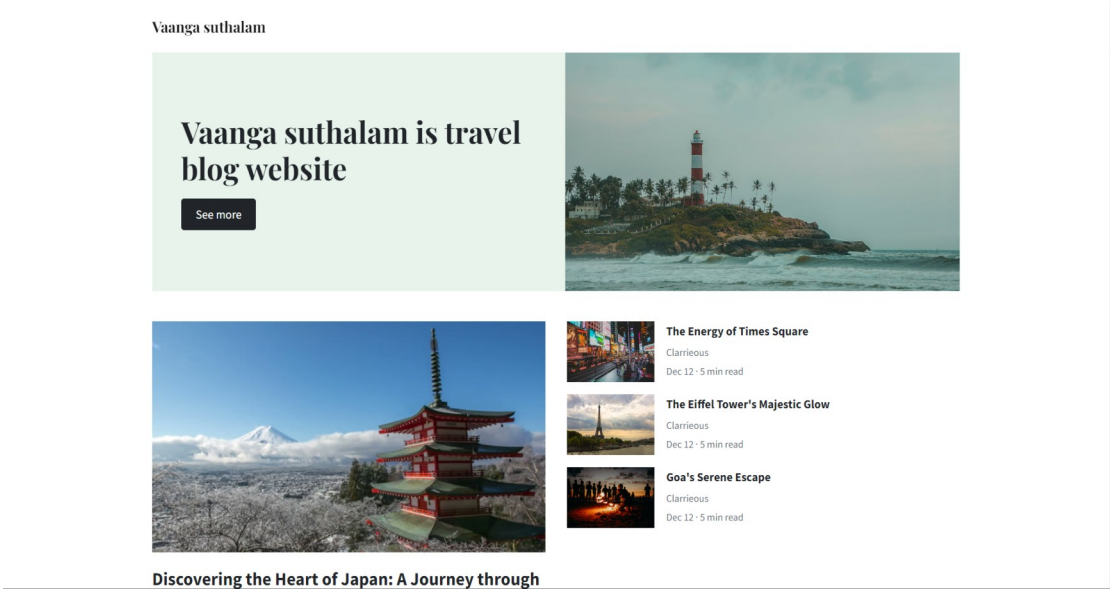 Vaanga suthalam
Vaanga suthalam is travel
blog website
See more
The Energy of Times Square
Clarrieous
Dec 12 · 5 min read
The Eiffel Tower's Majestic Glow
Clarrieous
Dec 12 · 5 min read
Goa's Serene Escape
Clarrieous
Dec 12 · 5 min read
Discovering the Heart of Japan: A Journey through